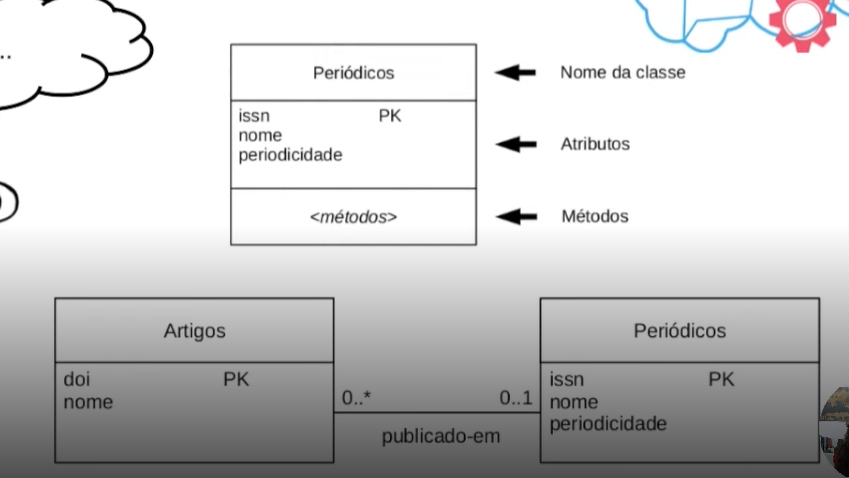 ..
Periódicos
Nome da classe
issn PK
nome
periodicidade
Atributos
<métodos>
Métodos
Artigos
Periódicos
doi PK
nome
issn PK
nome
periodicidade
0..*
0..1
publicado-em